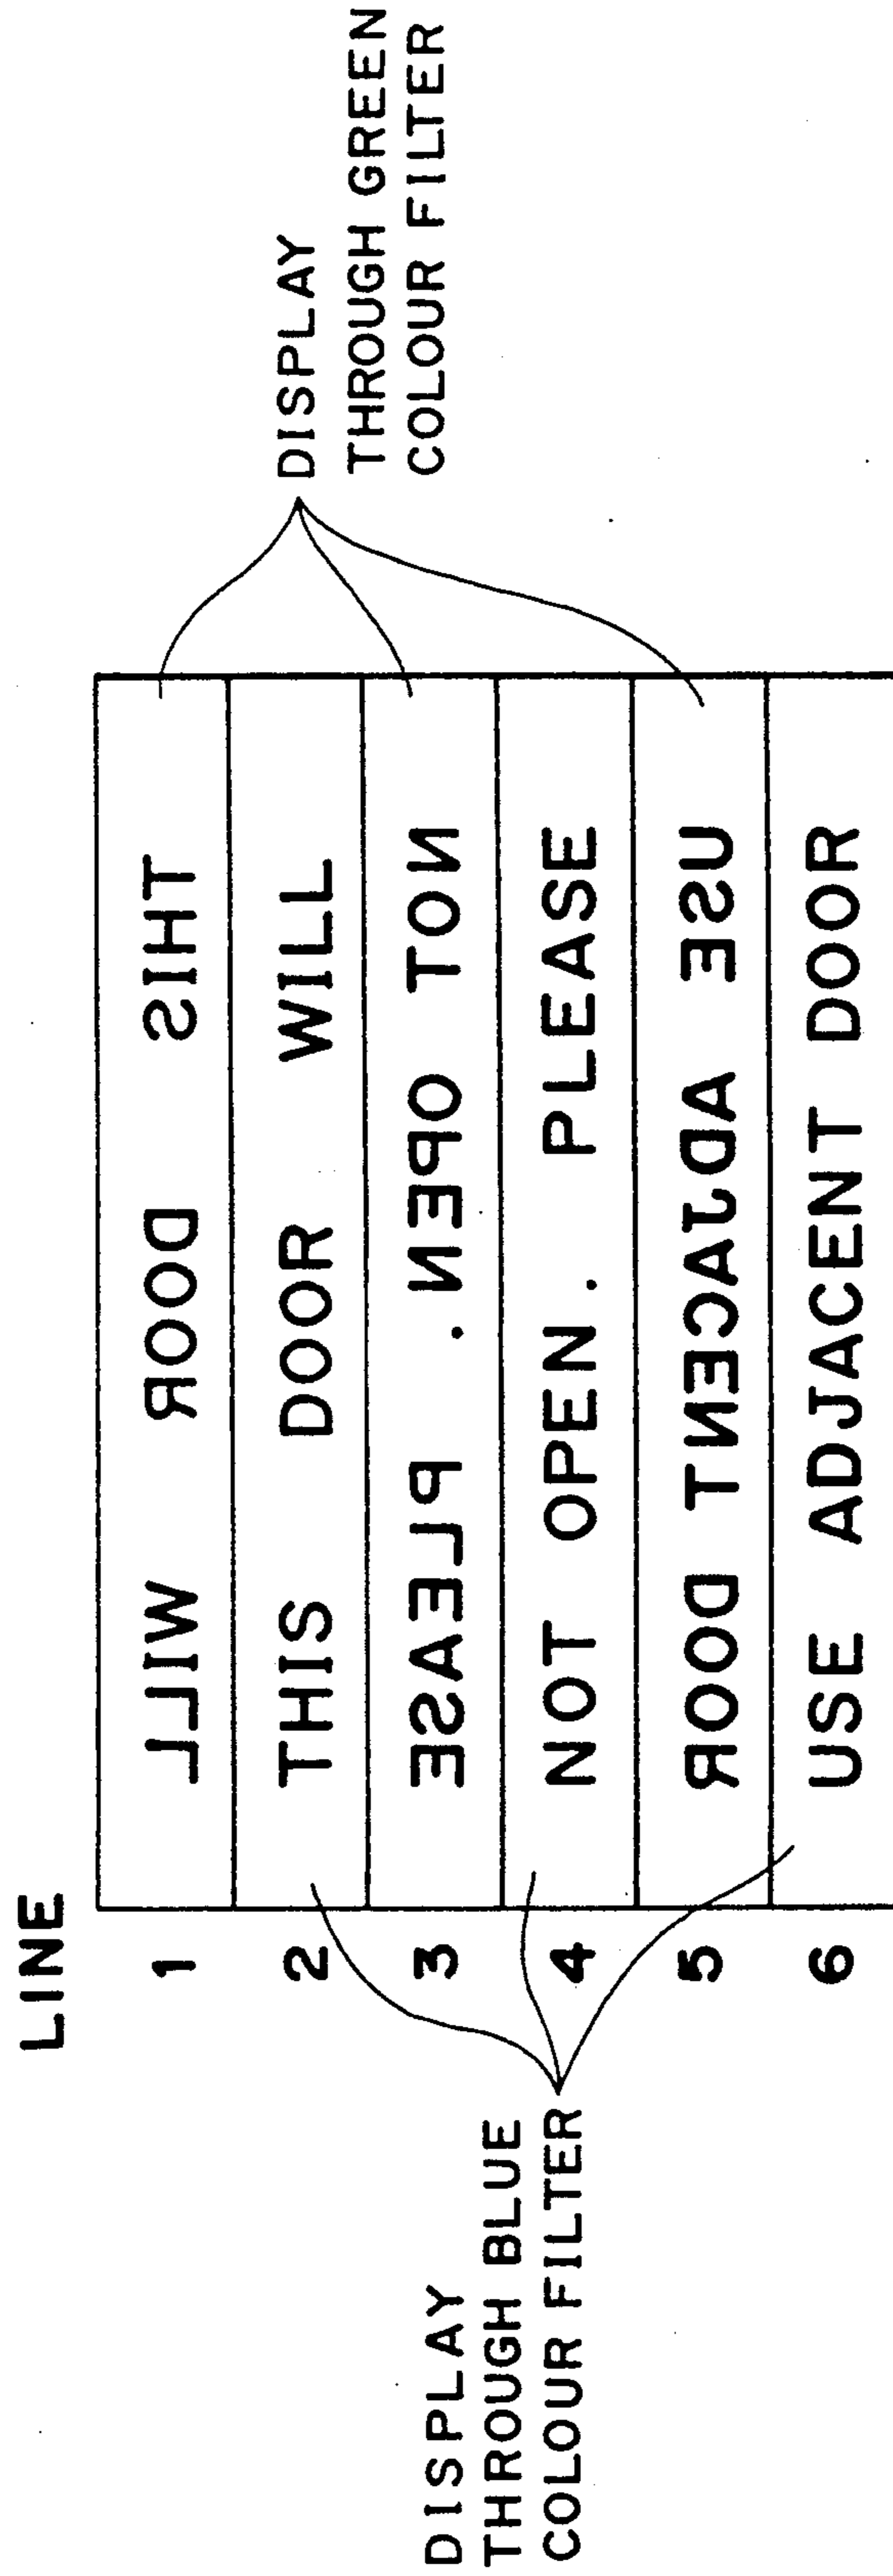 LINE
1 THIS DOOR WILL
2 THIS DOOR WILL
3 NOT OPEN. PLEASE
4 NOT OPEN. PLEASE
5 USE ADJACENT DOOR
6 USE ADJACENT DOOR
DISPLAY
THROUGH BLUE
COLOUR FILTER
DISPLAY
THROUGH GREEN
COLOUR FILTER